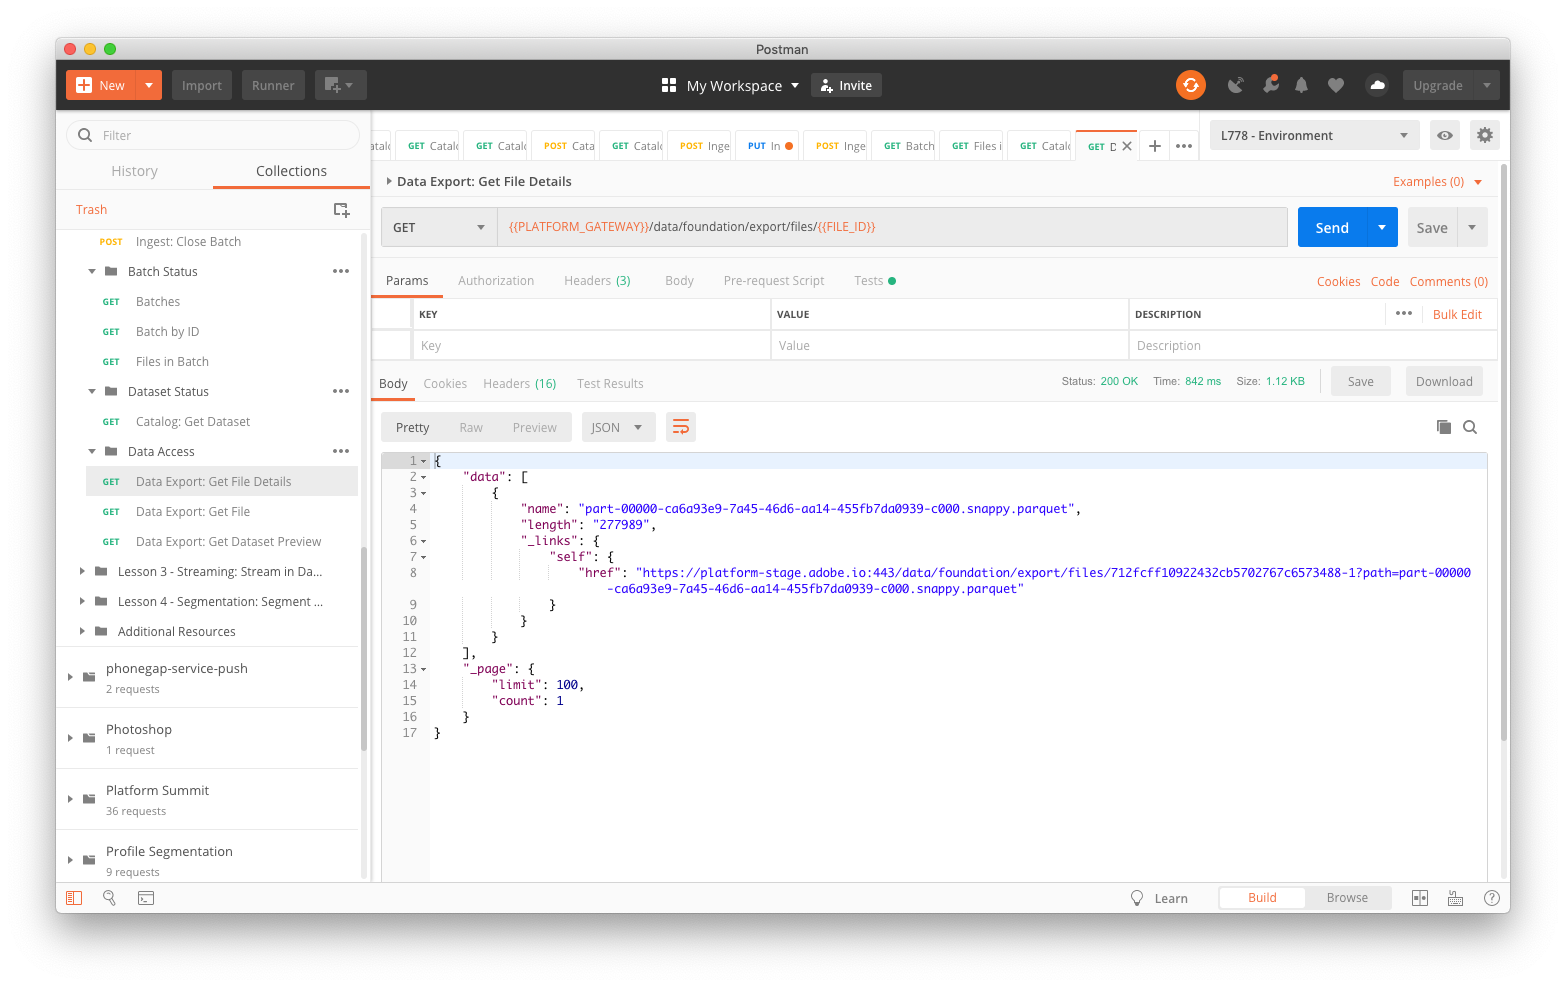 Postman
New
Import
Runner
My Workspace
Invite
Upgrade
Filter
History
Collections
Trash
POST Ingest: Close Batch
Batch Status
GET Batches
GET Batch by ID
GET Files in Batch
Dataset Status
GET Catalog: Get Dataset
Data Access
GET Data Export: Get File Details
GET Data Export: Get File
GET Data Export: Get Dataset Preview
Lesson 3 - Streaming: Stream in Da...
Lesson 4 - Segmentation: Segment ...
Additional Resources
phonegap-service-push
2 requests
Photoshop
1 request
Platform Summit
36 requests
Profile Segmentation
9 requests
GET Catal
GET Catal
POST Cata
GET Catal
POST Inge
PUT In
POST Inge
GET Batch
GET Files i
GET Catal
GET D
L778 - Environment
Data Export: Get File Details
Examples (0)
GET
{{PLATFORM_GATEWAY}}/data/foundation/export/files/{{FILE_ID}}
Send
Save
Params
Authorization
Headers (3)
Body
Pre-request Script
Tests
Cookies
Code
Comments (0)
KEY
VALUE
DESCRIPTION
Bulk Edit
Key
Value
Description
Body
Cookies
Headers (16)
Test Results
Status: 200 OK
Time: 842 ms
Size: 1.12 KB
Save
Download
Pretty
Raw
Preview
JSON
1 {
2 "data": [
3 {
4 "name": "part-00000-ca6a93e9-7a45-46d6-aa14-455fb7da0939-c000.snappy.parquet",
5 "length": "277989",
6 "_links": {
7 "self": {
8 "href": "https://platform-stage.adobe.io:443/data/foundation/export/files/712fcff10922432cb5702767c6573488-1?path=part-00000
-ca6a93e9-7a45-46d6-aa14-455fb7da0939-c000.snappy.parquet"
9 }
10 }
11 }
12 ],
13 "_page": {
14 "limit": 100,
15 "count": 1
16 }
17 }
Learn
Build
Browse